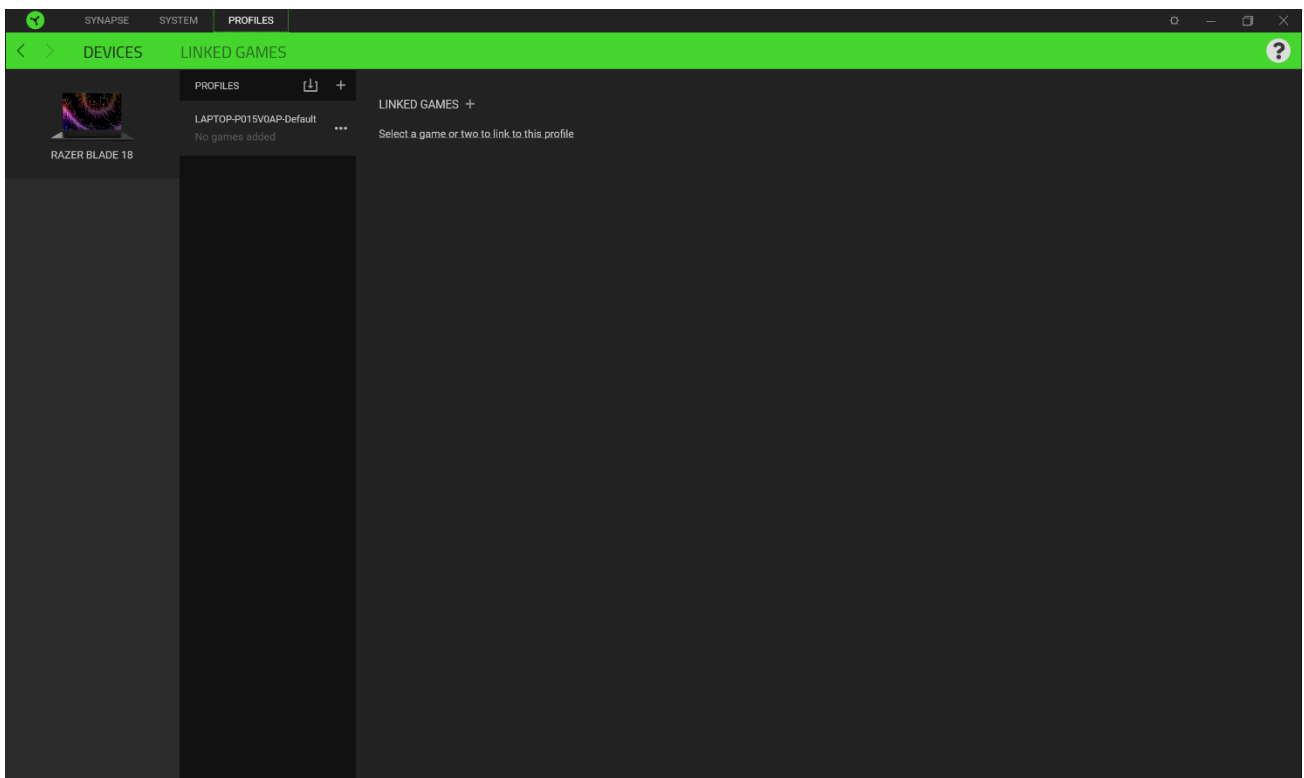 SYNAPSE SYSTEM PROFILES
DEVICES LINKED GAMES ?
PROFILES
LAPTOP-P015V0AP-Default
No games added
RAZER BLADE 18
LINKED GAMES +
Select a game or two to link to this profile